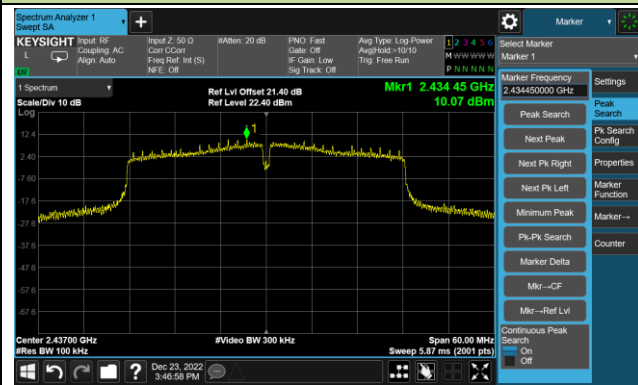 Spectrum Analyzer 1
Swept SA
+
Marker
KEYSIGHT
L
LXI
Input: RF
Coupling: AC
Align: Auto
Input Z: 50 Ω
Corr CCorr
Freq Ref: Int (S)
NFE: Off
#Atten: 20 dB
PNO: Fast
Gate: Off
IF Gain: Low
Sig Track: Off
Avg Type: Log-Power
Avg|Hold:>10/10
Trig: Free Run
1 2 3 4 5 6
M W W W W W
P N N N N N
Select Marker
Marker 1
1 Spectrum
Scale/Div 10 dB
Log
Ref Lvl Offset 21.40 dB
Ref Level 22.40 dBm
Mkr1 2.434 45 GHz
10.07 dBm
1
12.4
2.40
-7.60
-17.6
-27.6
-37.6
-47.6
-57.6
-67.6
Center 2.43700 GHz
#Res BW 100 kHz
#Video BW 300 kHz
Span 60.00 MHz
Sweep 5.87 ms (2001 pts)
Marker Frequency
2.434450000 GHz
Peak Search
Next Peak
Next Pk Right
Next Pk Left
Minimum Peak
Pk-Pk Search
Marker Delta
Mkr→CF
Mkr→Ref Lvl
Continuous Peak
Search
On
Off
Settings
Peak
Search
Pk Search
Config
Properties
Marker
Function
Marker→
Counter
?
Dec 23, 2022
3:46:58 PM